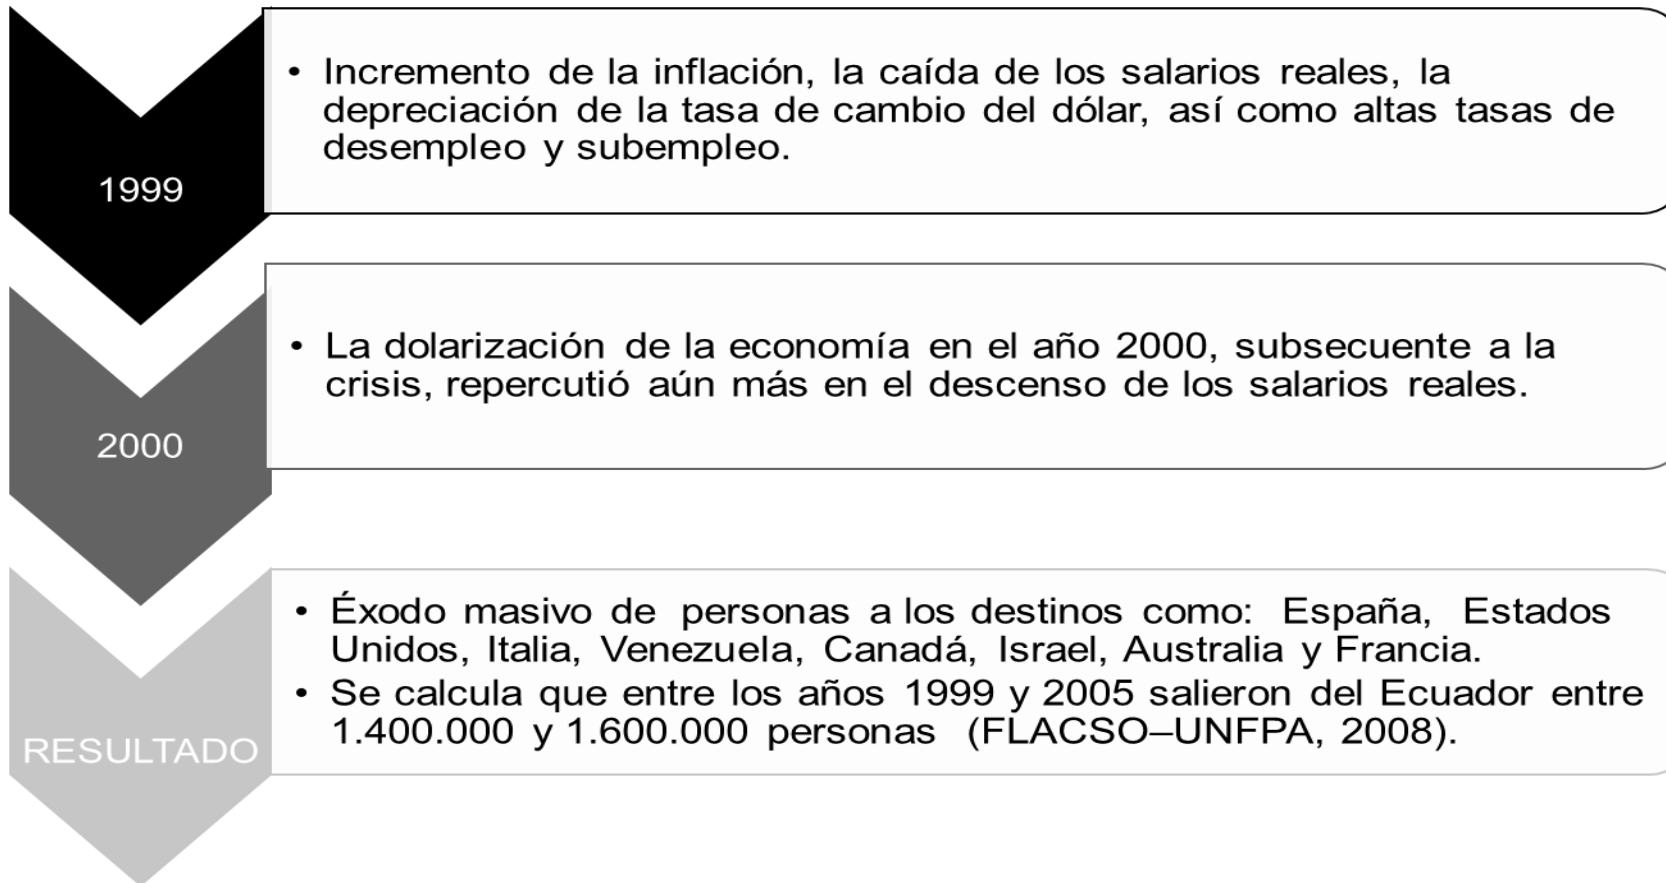 1999
• Incremento de la inflación, la caída de los salarios reales, la
depreciación de la tasa de cambio del dólar, así como altas tasas de
desempleo y subempleo.
2000
• La dolarización de la economía en el año 2000, subsecuente a la
crisis, repercutió aún más en el descenso de los salarios reales.
RESULTADO
• Éxodo masivo de personas a los destinos como: España, Estados
Unidos, Italia, Venezuela, Canadá, Israel, Australia y Francia.
• Se calcula que entre los años 1999 y 2005 salieron del Ecuador entre
1.400.000 y 1.600.000 personas (FLACSO–UNFPA, 2008).